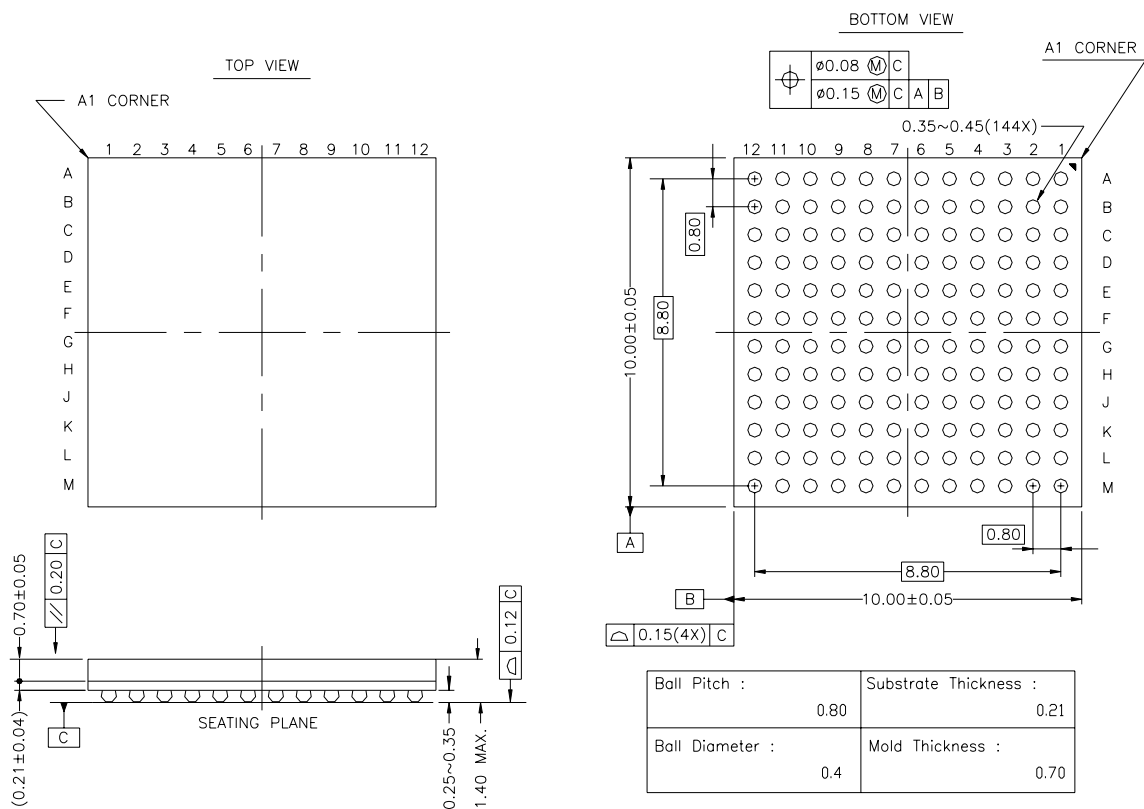 TOP VIEW
A1 CORNER
1 2 3 4 5 6 7 8 9 10 11 12
A
B
C
D
E
F
G
H
J
K
L
M
BOTTOM VIEW
A1 CORNER
⌀0.08 Ⓜ C
⌀0.15 Ⓜ C A B
0.35~0.45(144X)
12 11 10 9 8 7 6 5 4 3 2 1
A
B
C
D
E
F
G
H
J
K
L
M
0.80
8.80
10.00±0.05
A
0.80
8.80
B
10.00±0.05
0.15(4X) C
0.70±0.05
// 0.20 C
(0.21±0.04)
C
SEATING PLANE
0.12 C
0.25~0.35
1.40 MAX.
Ball Pitch :
0.80
Substrate Thickness :
0.21
Ball Diameter :
0.4
Mold Thickness :
0.70